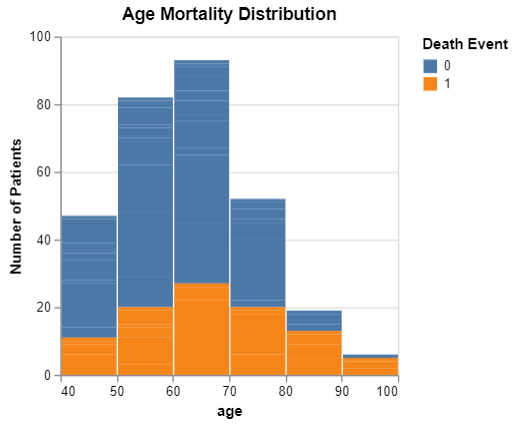 Age Mortality Distribution
Death Event
0
1
Number of Patients
100
80
60
40
20
0
40 50 60 70 80 90 100
age